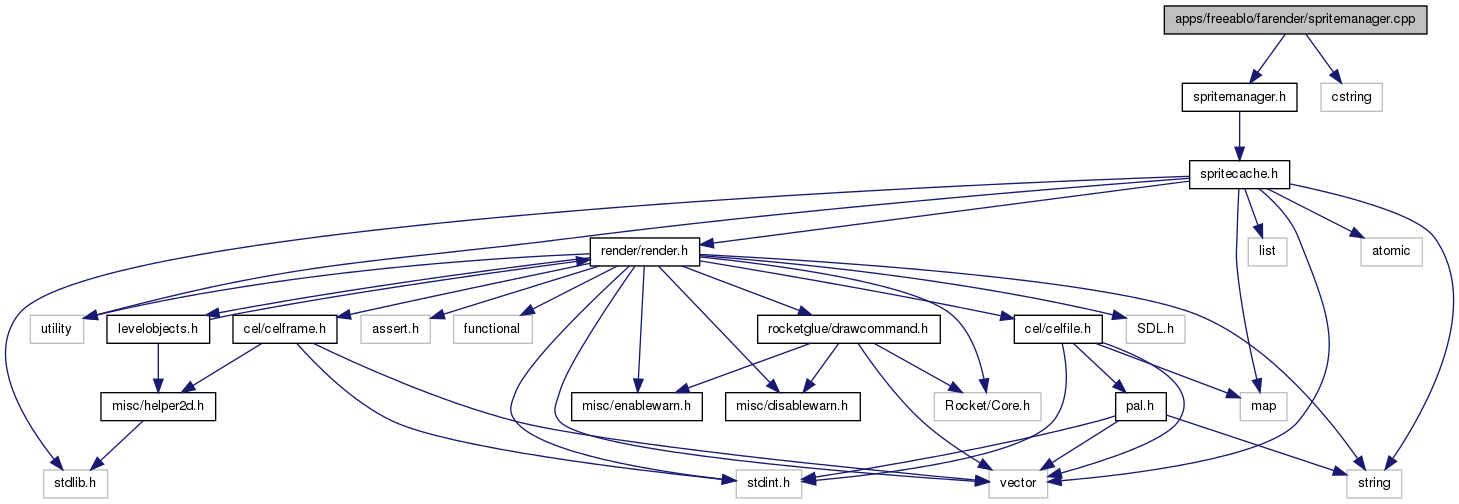 apps/freeablo/farender/spritemanager.cpp
spritemanager.h
cstring
spritecache.h
render/render.h
list
atomic
utility
levelobjects.h
cel/celframe.h
assert.h
functional
rocketglue/drawcommand.h
cel/celfile.h
SDL.h
misc/helper2d.h
misc/enablewarn.h
misc/disablewarn.h
Rocket/Core.h
pal.h
map
stdlib.h
stdint.h
vector
string